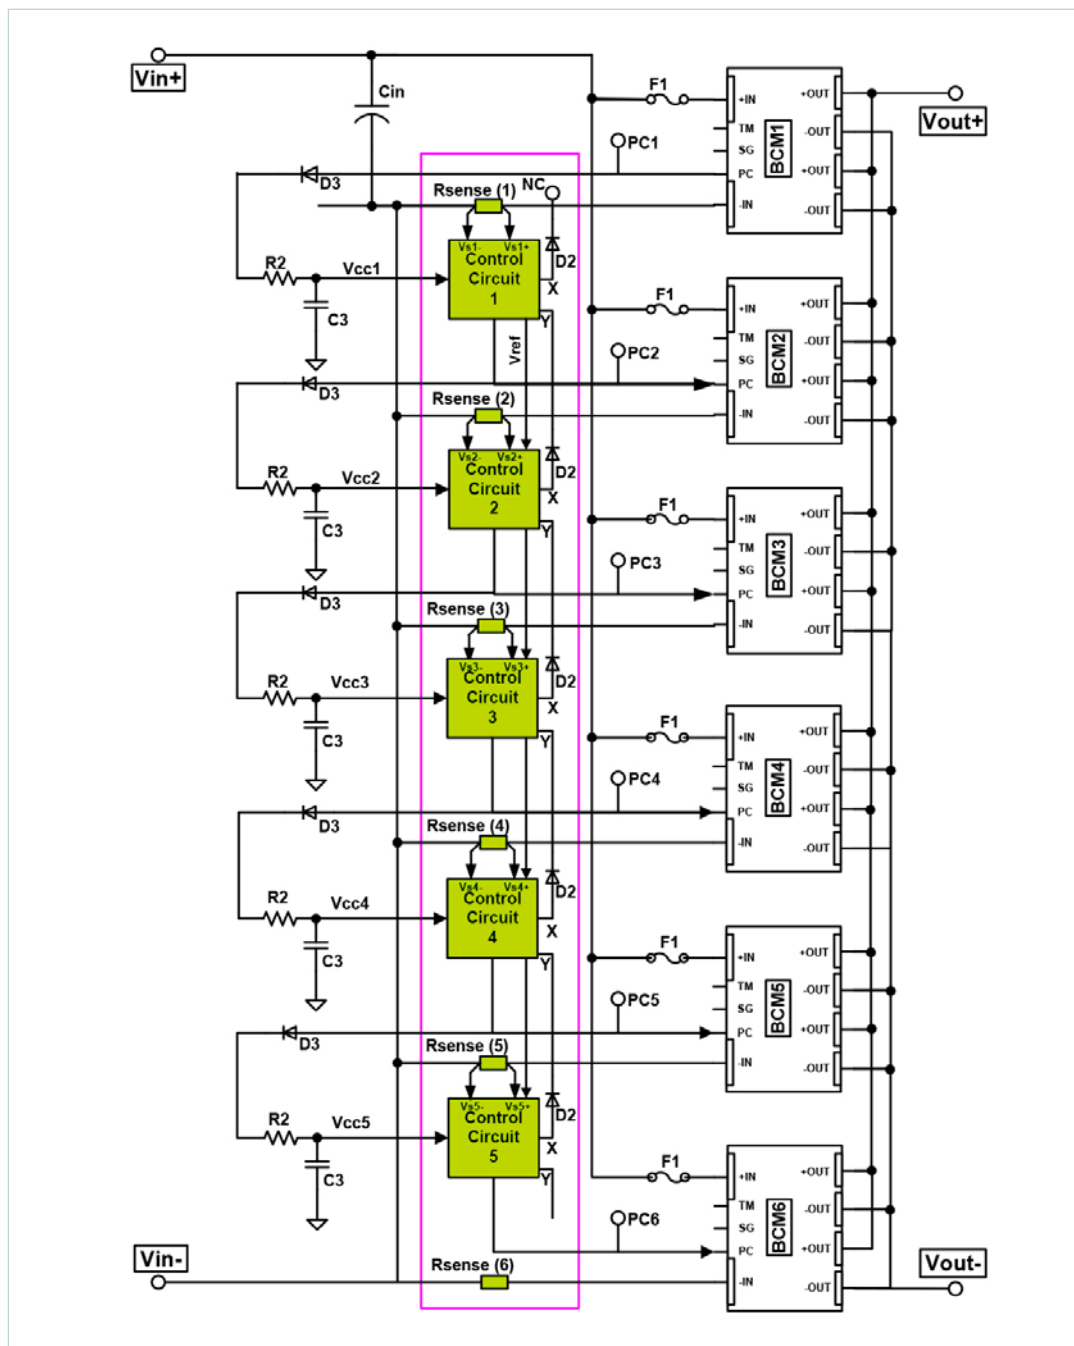 Vin+
Cin
F1
+IN
TM
SG
PC
-IN
BCM1
+OUT
-OUT
+OUT
-OUT
Vout+
PC1
D3
Rsense (1)
NC
Vs1-
Vs1+
Control
Circuit
1
D2
X
Y
R2
Vcc1
C3
Vref
F1
+IN
TM
SG
PC
-IN
BCM2
+OUT
-OUT
+OUT
-OUT
PC2
D3
Rsense (2)
Vs2-
Vs2+
Control
Circuit
2
D2
X
Y
R2
Vcc2
C3
F1
+IN
TM
SG
PC
-IN
BCM3
+OUT
-OUT
+OUT
-OUT
PC3
D3
Rsense (3)
Vs3-
Vs3+
Control
Circuit
3
D2
X
Y
R2
Vcc3
C3
F1
+IN
TM
SG
PC
-IN
BCM4
+OUT
-OUT
+OUT
-OUT
PC4
D3
Rsense (4)
Vs4-
Vs4+
Control
Circuit
4
D2
X
Y
R2
Vcc4
C3
F1
+IN
TM
SG
PC
-IN
BCM5
+OUT
-OUT
+OUT
-OUT
PC5
D3
Rsense (5)
Vs5-
Vs5+
Control
Circuit
5
D2
X
Y
R2
Vcc5
C3
F1
+IN
TM
SG
PC
-IN
BCM6
+OUT
-OUT
+OUT
-OUT
PC6
Vin-
Rsense (6)
Vout-